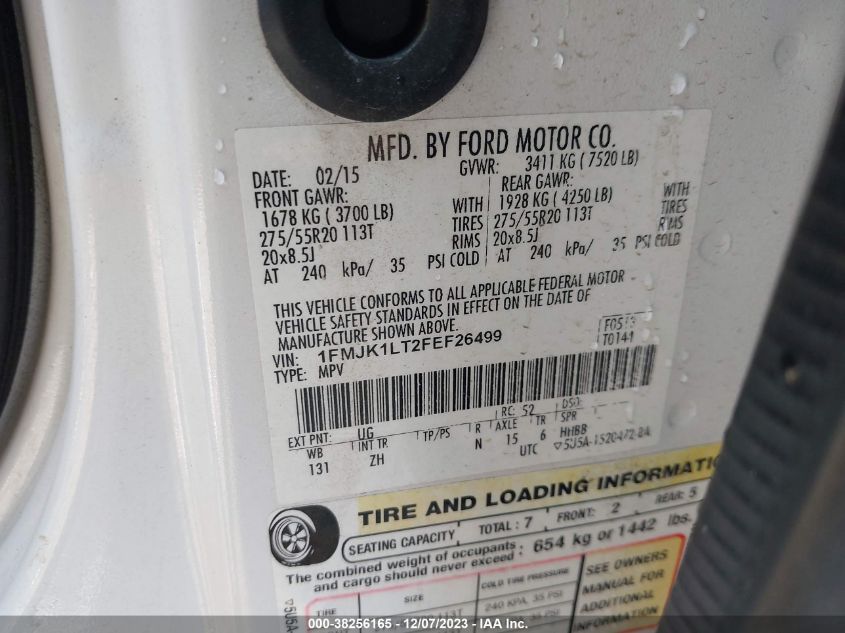 MFD. BY FORD MOTOR CO.
DATE: 02/15
GVWR: 3411 KG ( 7520 LB)
FRONT GAWR:
1678 KG ( 3700 LB) WITH
275/55R20 113T TIRES
20x8.5J RIMS
AT 240 kPa/ 35 PSI COLD
REAR GAWR:
1928 KG ( 4250 LB) WITH
275/55R20 113T TIRES
20x8.5J RIMS
AT 240 kPa/ 35 PSI COLD
THIS VEHICLE CONFORMS TO ALL APPLICABLE FEDERAL MOTOR
VEHICLE SAFETY STANDARDS IN EFFECT ON THE DATE OF
MANUFACTURE SHOWN ABOVE.
VIN: 1FMJK1LT2FEF26499
TYPE: MPV
F0513
T0141
EXT PNT: UG RC: 52 DSO:
WB INT TR TP/PS R AXLE TR SPR
131 ZH N 15 6 HHBB
UTC
TIRE AND LOADING INFORMATI
SEATING CAPACITY TOTAL : 7 FRONT: 2 REAR: 5
The combined weight of occupants
and cargo should never exceed : 654 kg or 1442 lbs.
TIRE SIZE COLD TIRE PRESSURE
240 KPA, 35 PSI
SEE OWNERS
MANUAL FOR
ADDITIONAL
INFORMATION
000-38256165 - 12/07/2023 - IAA Inc.